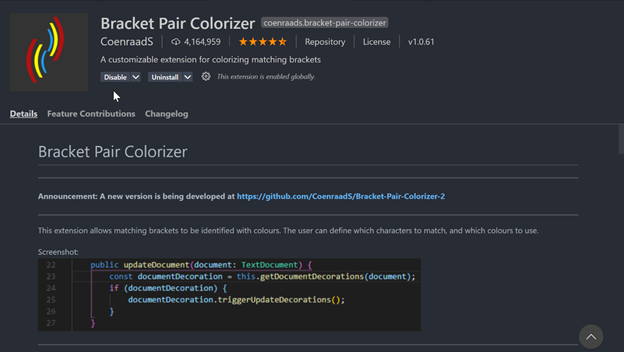 Bracket Pair Colorizer coenraads.bracket-pair-colorizer
CoenraadS 4,164,959 Repository License v1.0.61
A customizable extension for colorizing matching brackets
Disable Uninstall This extension is enabled globally.
Details Feature Contributions Changelog
Bracket Pair Colorizer
Announcement: A new version is being developed at https://github.com/CoenraadS/Bracket-Pair-Colorizer-2
This extension allows matching brackets to be identified with colours. The user can define which characters to match, and which colours to use.
Screenshot:
22 public updateDocument(document: TextDocument) {
23 const documentDecoration = this.getDocumentDecorations(document);
24 if (documentDecoration) {
25 documentDecoration.triggerUpdateDecorations();
26 }
27 }